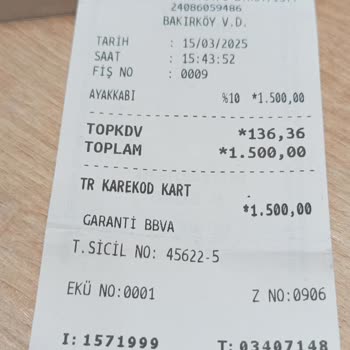 24086059486
BAKIRKÖY V.D.
TARİH : 15/03/2025
SAAT : 15:43:52
FİŞ NO : 0009
AYAKKABI %10 *1.500,00
TOPKDV *136,36
TOPLAM *1.500,00
TR KAREKOD KART
*1.500,00
GARANTİ BBVA
T.SİCİL NO: 45622-5
EKÜ NO:0001 Z NO:0906
I:1571999 T:03407148